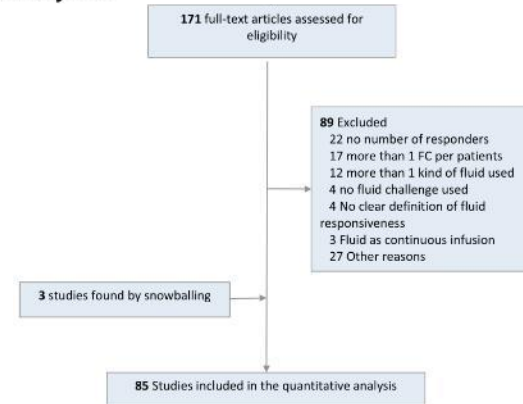 171 full-text articles assessed for
eligibility
89 Excluded
22 no number of responders
17 more than 1 FC per patients
12 more than 1 kind of fluid used
4 no fluid challenge used
4 No clear definition of fluid
responsiveness
3 Fluid as continuous infusion
27 Other reasons
3 studies found by snowballing
85 Studies included in the quantitative analysis